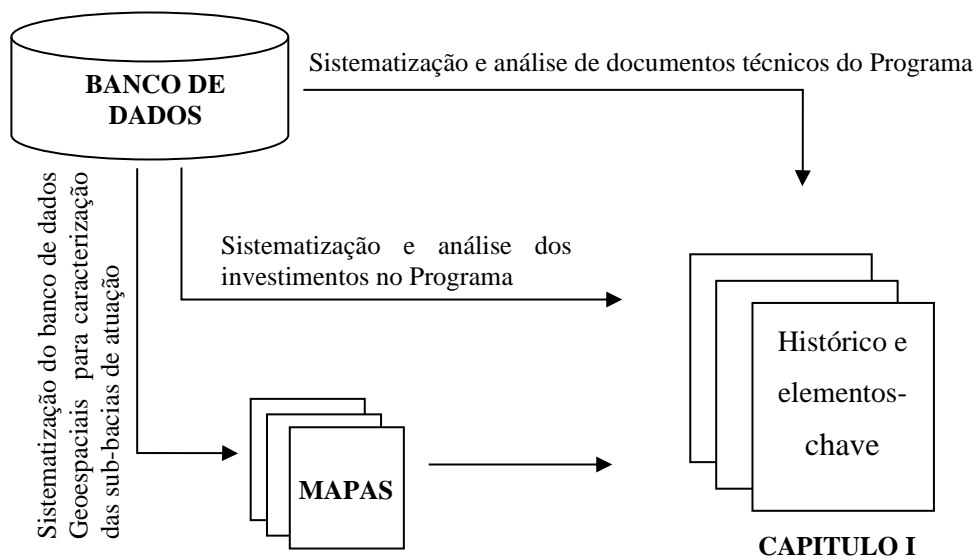 BANCO DE
DADOS
Sistematização e análise de documentos técnicos do Programa
Sistematização do banco de dados
Geoespaciais para caracterização
das sub-bacias de atuação
Sistematização e análise dos
investimentos no Programa
MAPAS
Histórico e
elementos-
chave
CAPITULO I